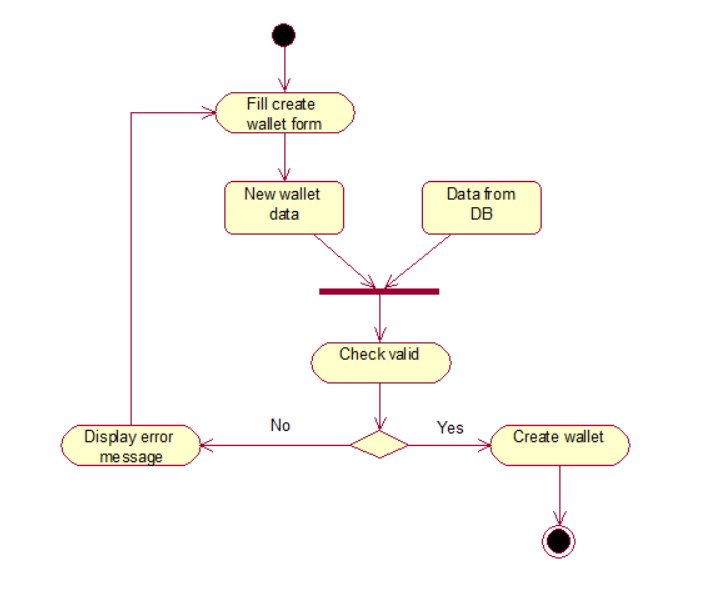 Fill create
wallet form
New wallet
data
Data from
DB
Check valid
No
Yes
Display error
message
Create wallet